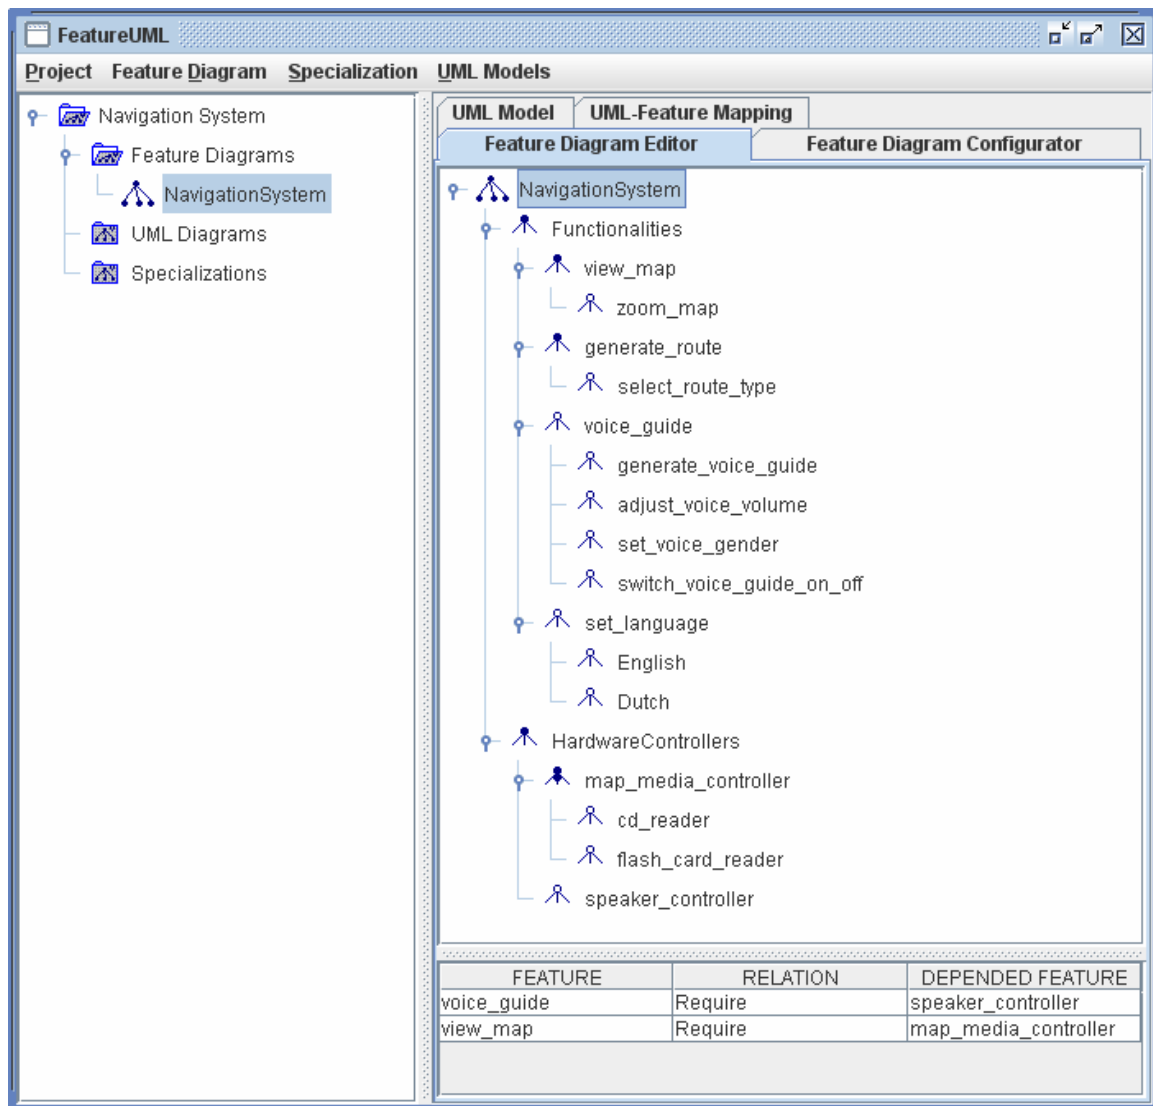 FeatureUML
Project Feature Diagram Specialization UML Models
Navigation System
Feature Diagrams
NavigationSystem
UML Diagrams
Specializations
UML Model UML-Feature Mapping
Feature Diagram Editor Feature Diagram Configurator
NavigationSystem
Functionalities
view_map
zoom_map
generate_route
select_route_type
voice_guide
generate_voice_guide
adjust_voice_volume
set_voice_gender
switch_voice_guide_on_off
set_language
English
Dutch
HardwareControllers
map_media_controller
cd_reader
flash_card_reader
speaker_controller
FEATURE RELATION DEPENDED FEATURE
voice_guide Require speaker_controller
view_map Require map_media_controller